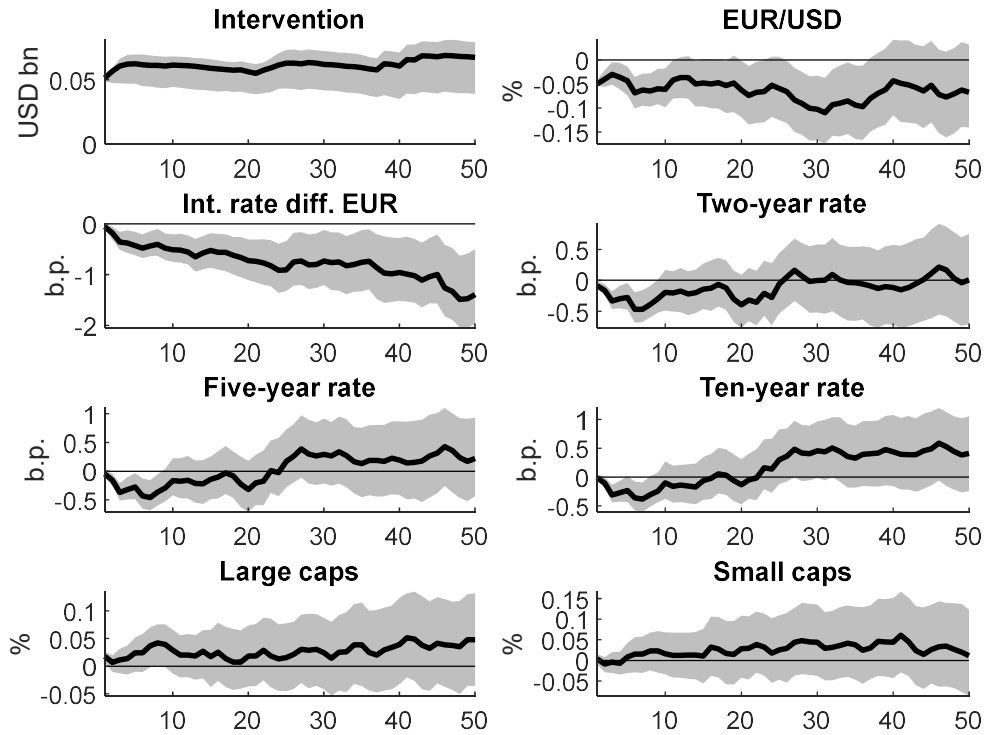 Intervention
USD bn
0.05
0
10 20 30 40 50
EUR/USD
%
0
-0.05
-0.1
-0.15
10 20 30 40 50
Int. rate diff. EUR
b.p.
0
-1
-2
10 20 30 40 50
Two-year rate
b.p.
0.5
0
-0.5
10 20 30 40 50
Five-year rate
b.p.
1
0.5
0
-0.5
10 20 30 40 50
Ten-year rate
b.p.
1
0.5
0
-0.5
10 20 30 40 50
Large caps
%
0.1
0.05
0
-0.05
10 20 30 40 50
Small caps
%
0.15
0.1
0.05
0
-0.05
10 20 30 40 50